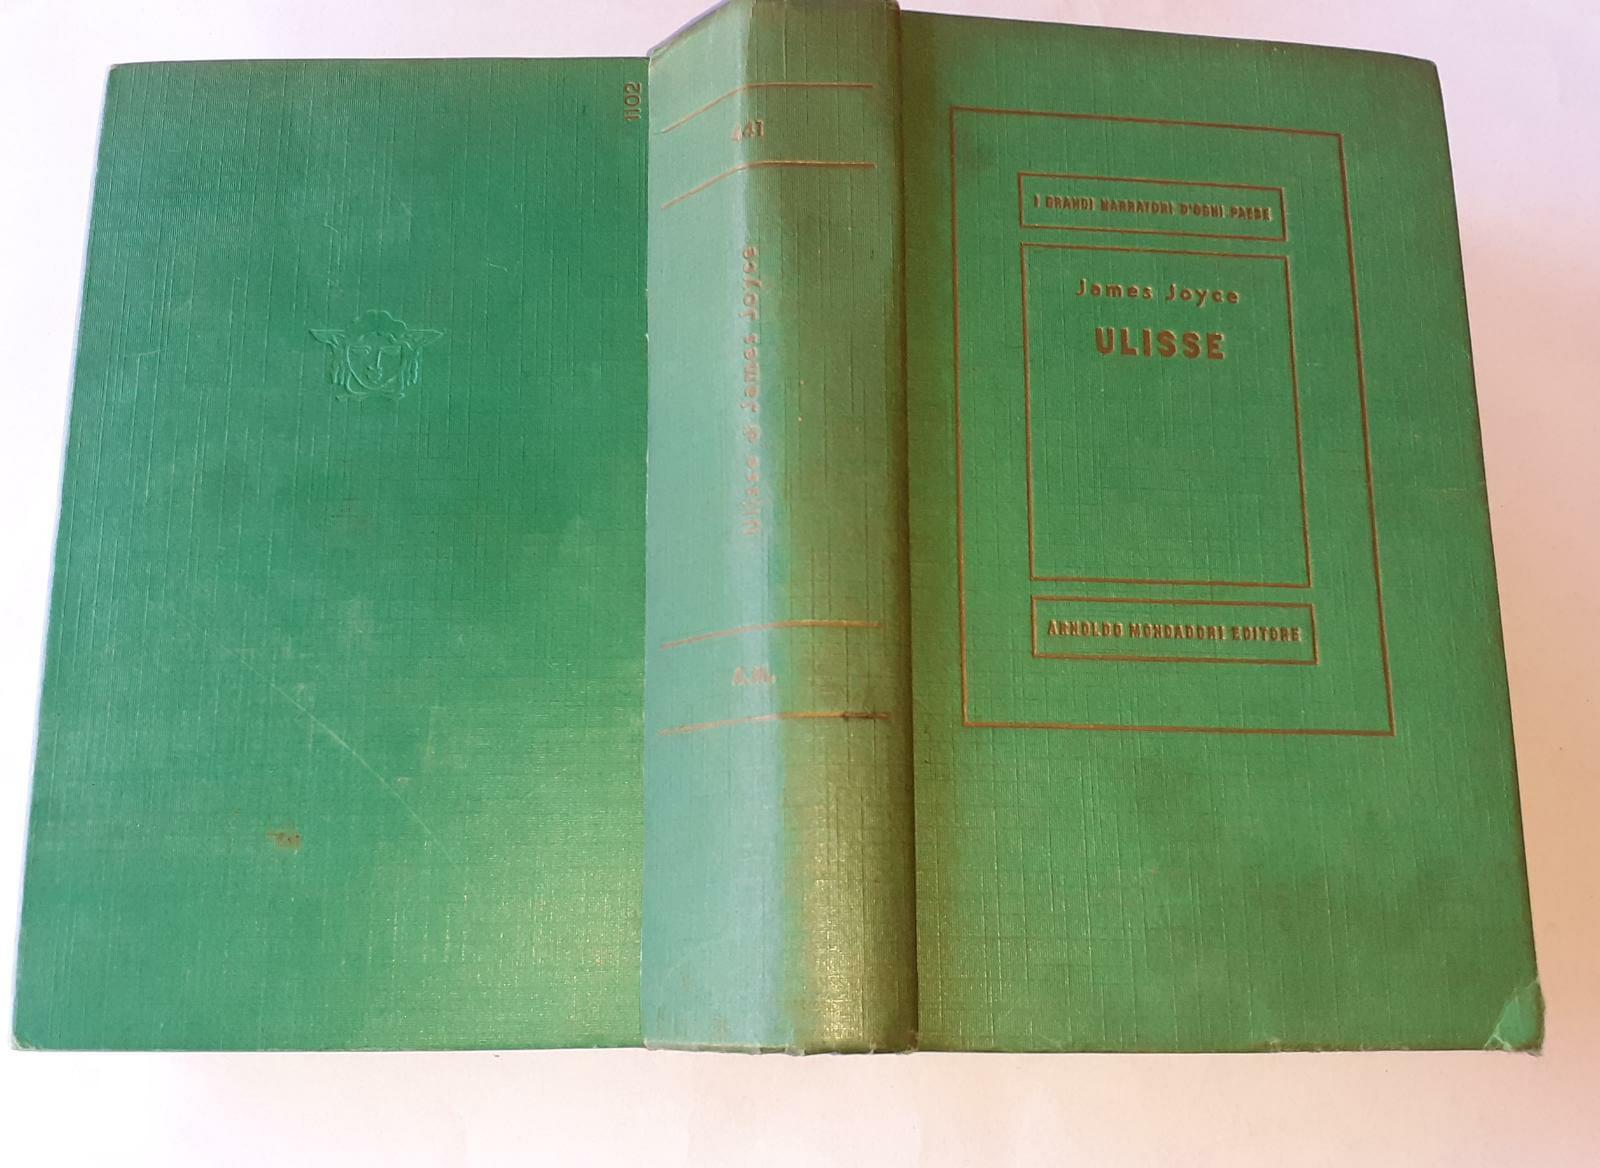 1102
441
Ulisse di James Joyce
A.M.
I GRANDI NARRATORI D'OGNI PAESE
James Joyce
ULISSE
ARNOLDO MONDADORI EDITORE